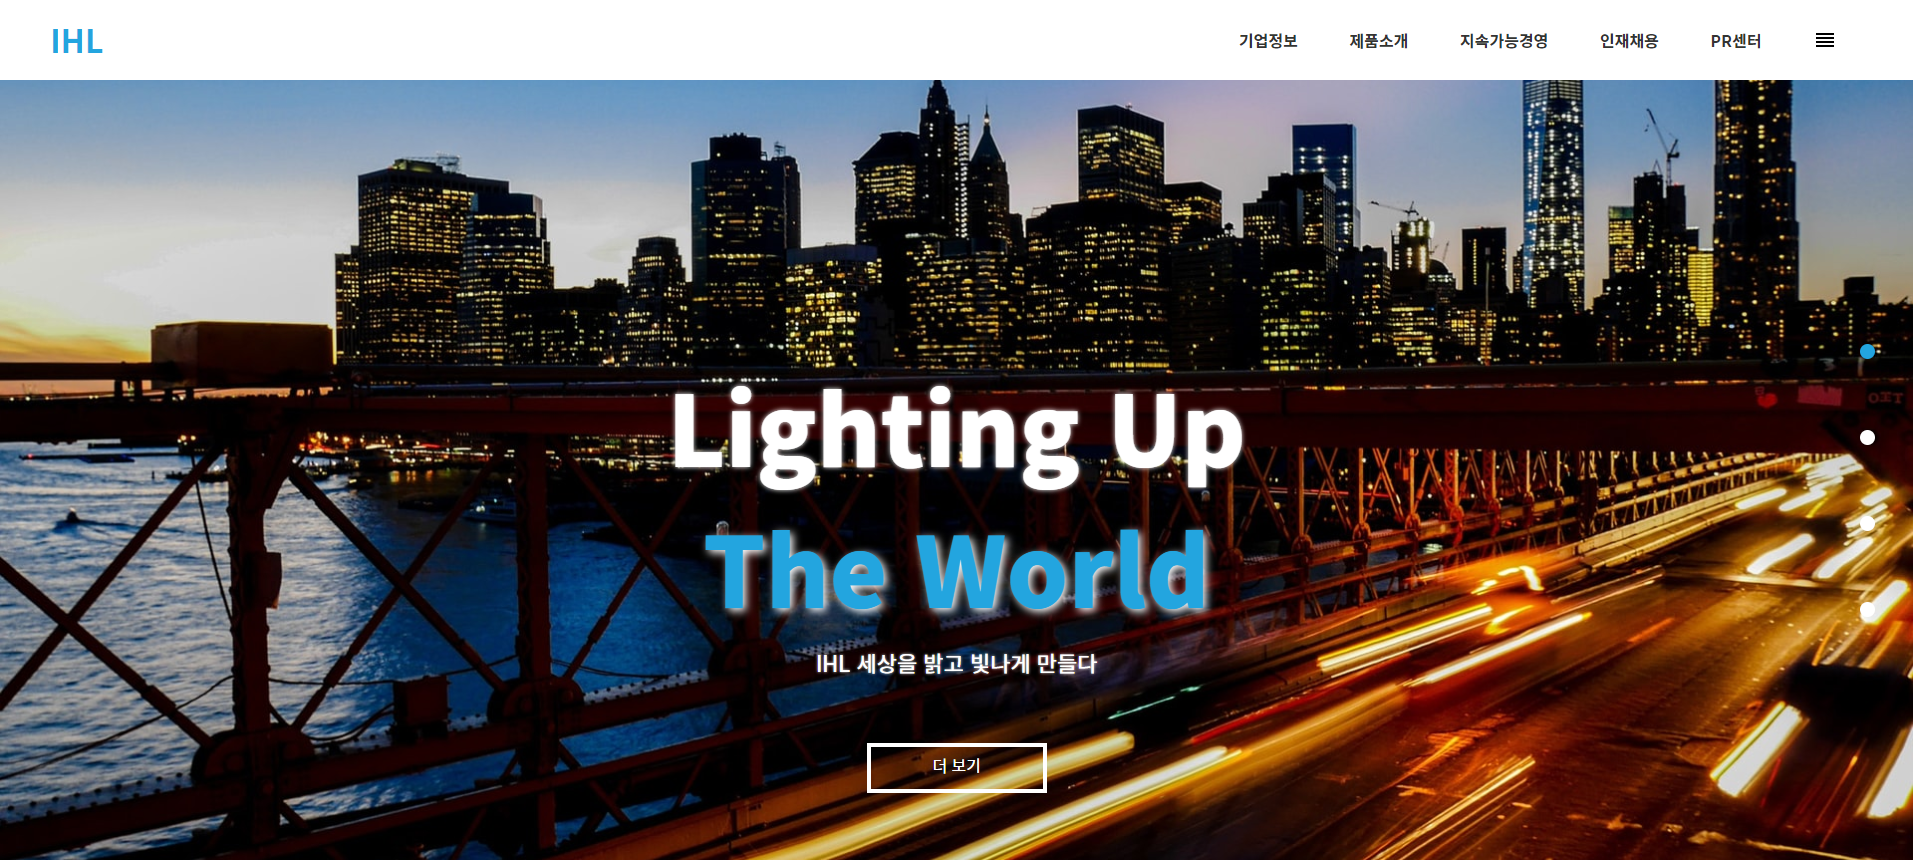 IHL
기업정보 제품소개 지속가능경영 인재채용 PR센터
Lighting Up
The World
IHL 세상을 밝고 빛나게 만들다
더 보기